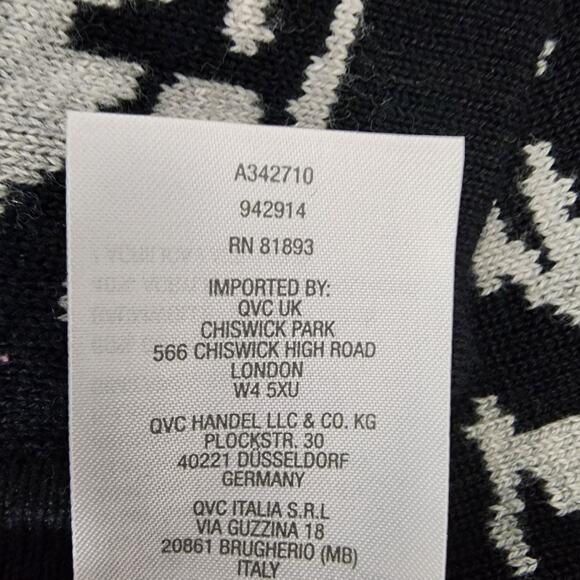 A342710
942914
RN 81893
IMPORTED BY:
QVC UK
CHISWICK PARK
566 CHISWICK HIGH ROAD
LONDON
W4 5XU
QVC HANDEL LLC & CO. KG
PLOCKSTR. 30
40221 DÜSSELDORF
GERMANY
QVC ITALIA S.R.L
VIA GUZZINA 18
20861 BRUGHERIO (MB)
ITALY